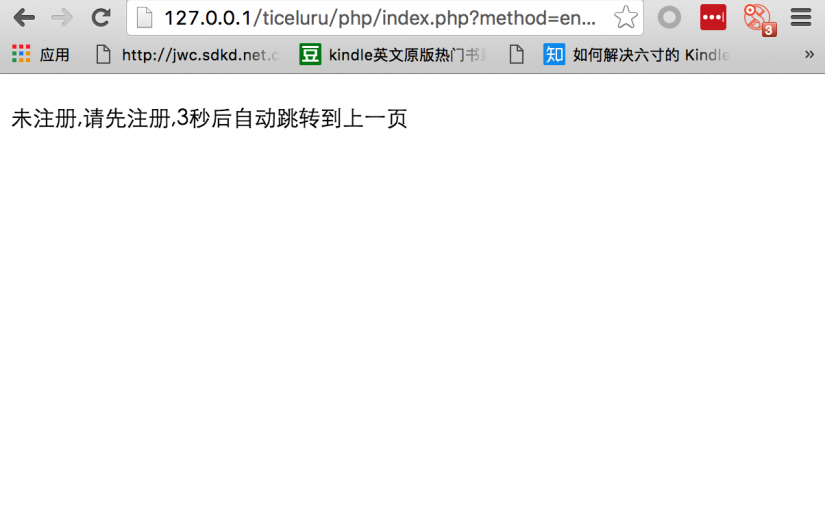 127.0.0.1/ticeluru/php/index.php?method=en...
应用 http://jwc.sdkd.net.c 豆 kindle英文原版热门书 知 如何解决六寸的 Kindle »
3
未注册,请先注册,3秒后自动跳转到上一页